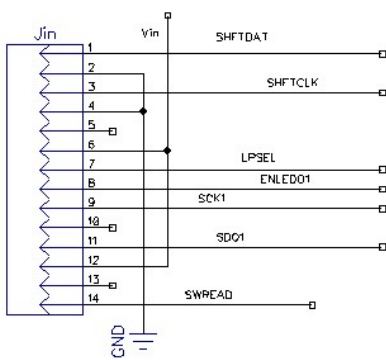 Jin
Vin
1 SHFTDAT
2
3 SHFTCLK
4
5
6
7 LPSEL
8 ENLED01
9 SCK1
10
11 SDO1
12
13
14 SWREAD
GND